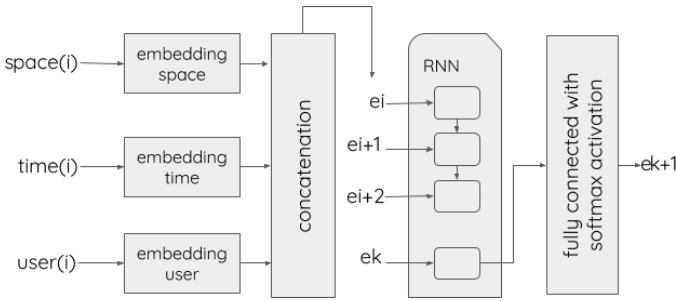 space(i)
embedding
space
time(i)
embedding
time
user(i)
embedding
user
concatenation
RNN
ei
ei+1
ei+2
ek
fully connected with
softmax activation
ek+1